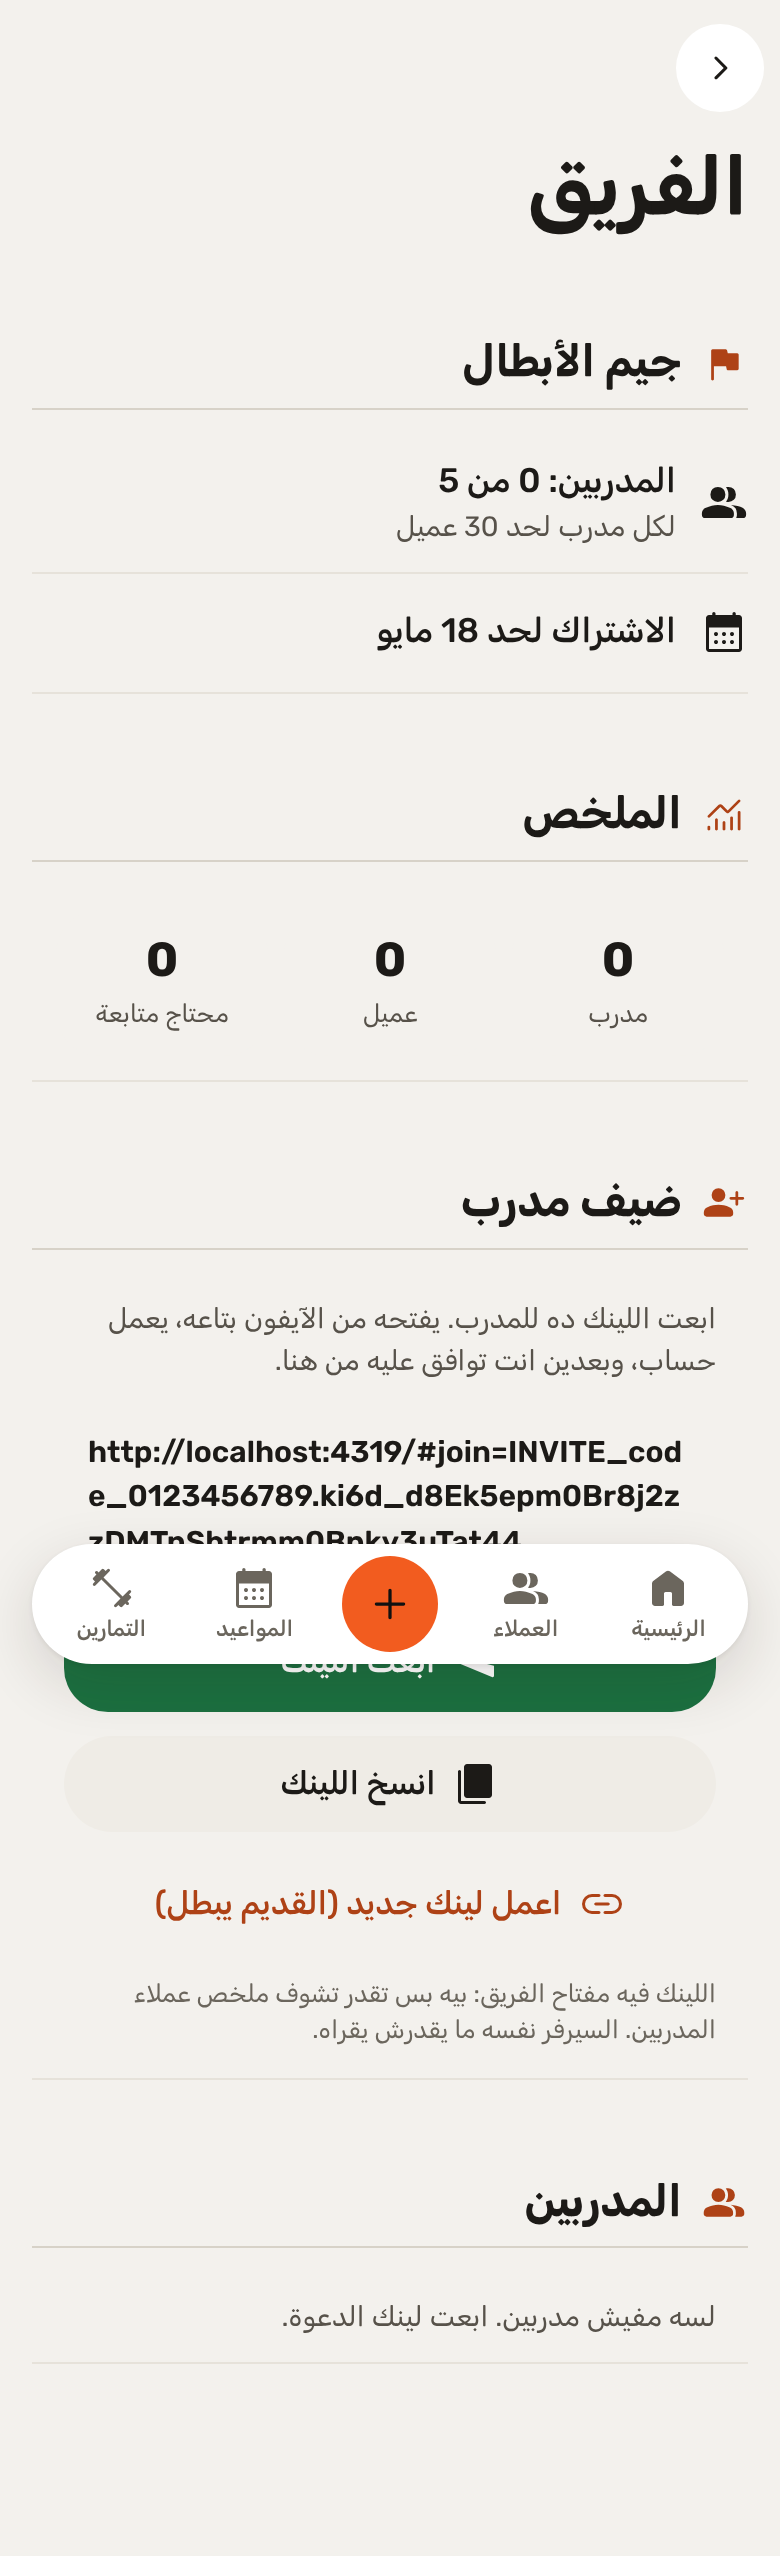 الفريق
جيم الأبطال
المدربين: 0 من 5
لكل مدرب لحد 30 عميل
الاشتراك لحد 18 مايو
الملخص
0 0 0
مدرب عميل محتاج متابعة
ضيف مدرب
ابعت اللينك ده للمدرب. يفتحه من الآيفون بتاعه، يعمل
حساب، وبعدين انت توافق عليه من هنا.
http://localhost:4319/#join=INVITE_cod
e_0123456789.ki6d_d8Ek5epm0Br8j2z
الرئيسية العملاء المواعيد التمارين
ابعت اللينك
انسخ اللينك
اعمل لينك جديد (القديم يبطل)
اللينك فيه مفتاح الفريق: بيه بس تقدر تشوف ملخص عملاء
المدربين. السيرفر نفسه ما يقدرش يقراه.
المدربين
لسه مفيش مدربين. ابعت لينك الدعوة.